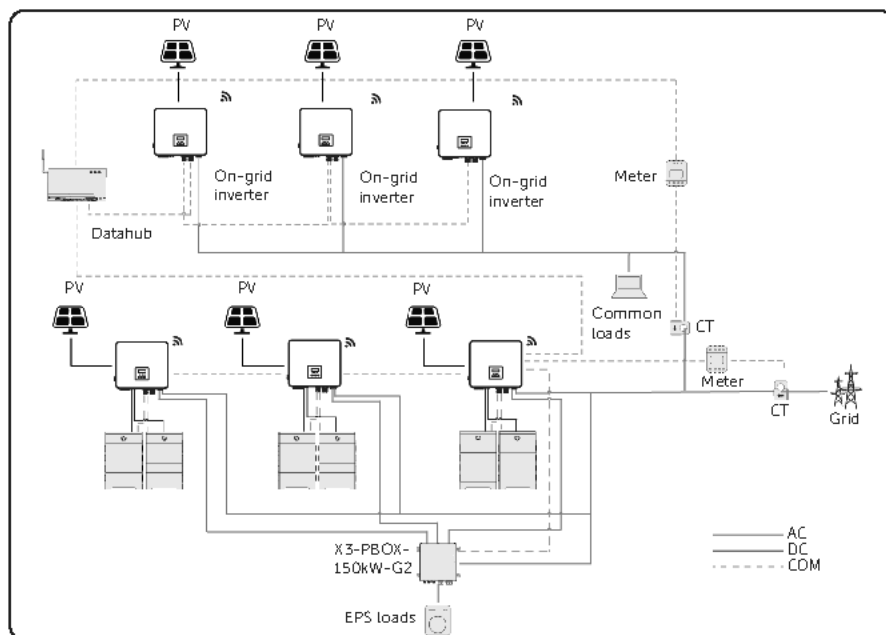 PV
PV
PV
On-grid
inverter
On-grid
inverter
On-grid
inverter
Meter
Datahub
Common
loads
CT
PV
PV
PV
Meter
CT
Grid
X3-PBOX-
150kW-G2
EPS loads
AC
DC
COM